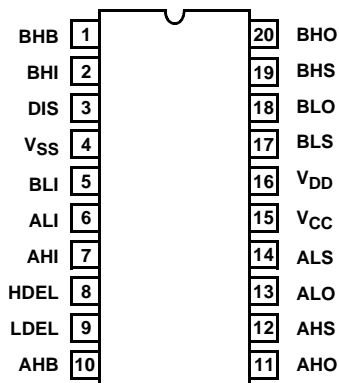 BHB 1 20 BHO
BHI 2 19 BHS
DIS 3 18 BLO
VSS 4 17 BLS
BLI 5 16 VDD
ALI 6 15 VCC
AHI 7 14 ALS
HDEL 8 13 ALO
LDEL 9 12 AHS
AHB 10 11 AHO